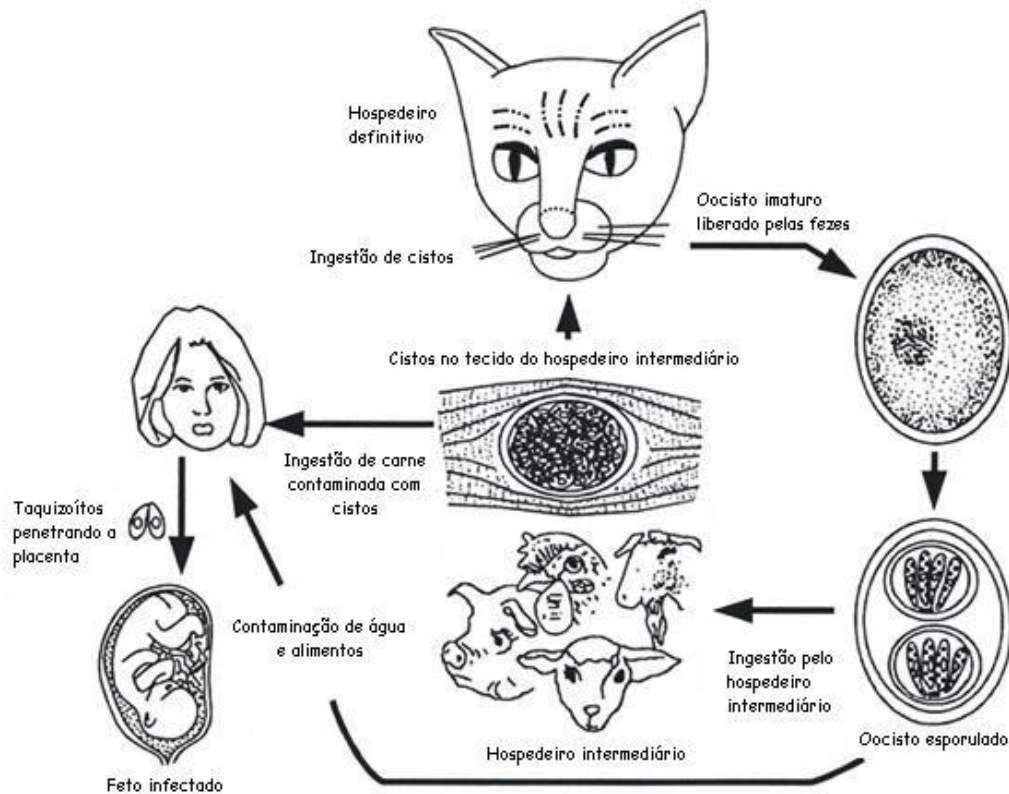 Hospedeiro
definitivo
Oocisto imaturo
liberado pelas fezes
Ingestão de cistos
Cistos no tecido do hospedeiro intermediário
Ingestão de carne
contaminada com
cistos
Taquizoítos
penetrando a
placenta
Contaminação de água
e alimentos
Ingestão pelo
hospedeiro
intermediário
Oocisto esporulado
Hospedeiro intermediário
Feto infectado